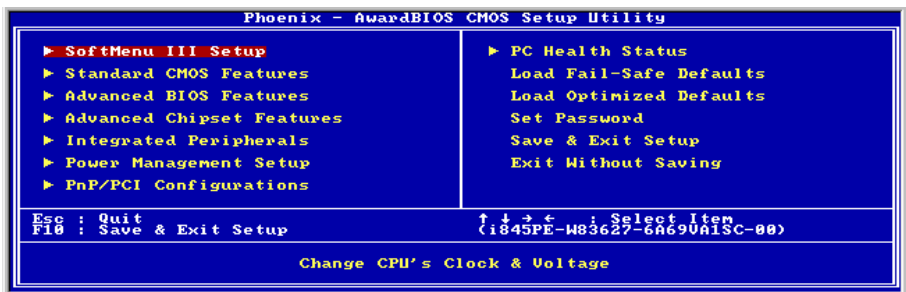 Phoenix - AwardBIOS CMOS Setup Utility
► SoftMenu III Setup
► Standard CMOS Features
► Advanced BIOS Features
► Advanced Chipset Features
► Integrated Peripherals
► Power Management Setup
► PnP/PCI Configurations
► PC Health Status
Load Fail-Safe Defaults
Load Optimized Defaults
Set Password
Save & Exit Setup
Exit Without Saving
Esc : Quit
F10 : Save & Exit Setup
↑ ↓ → ← : Select Item
(i845PE-W83627-6A69VA1SC-00)
Change CPU's Clock & Voltage